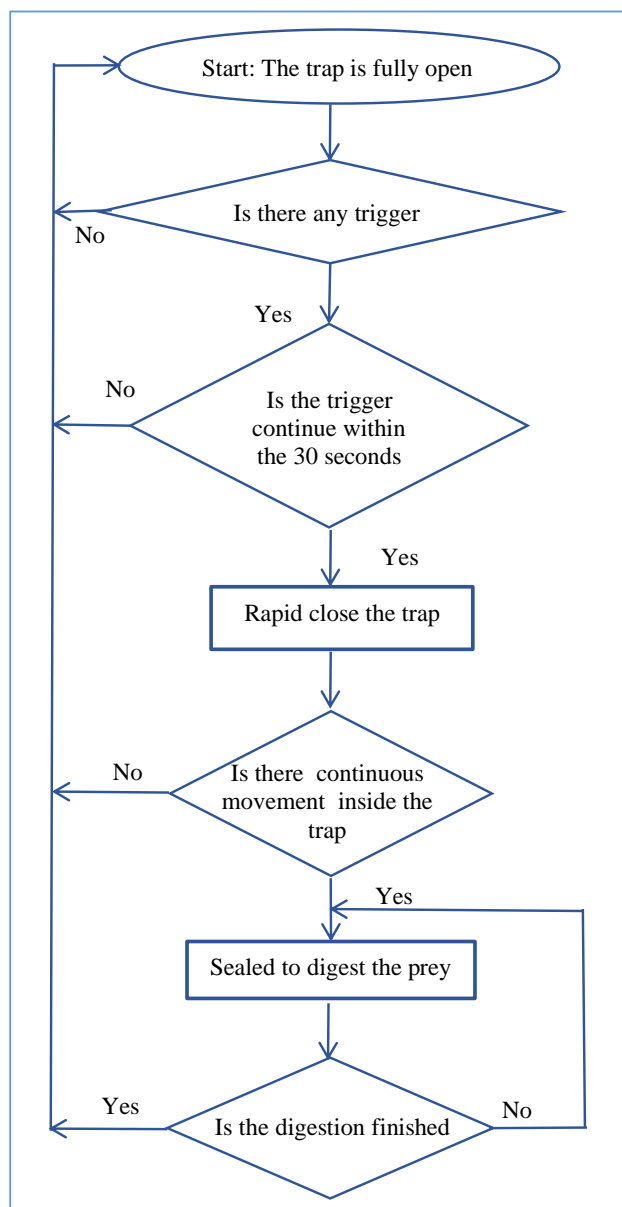 Start: The trap is fully open
Is there any trigger
No
Yes
No
Is the trigger
continue within
the 30 seconds
Yes
Rapid close the trap
No
Is there continuous
movement inside the
trap
Yes
Sealed to digest the prey
Yes
Is the digestion finished
No